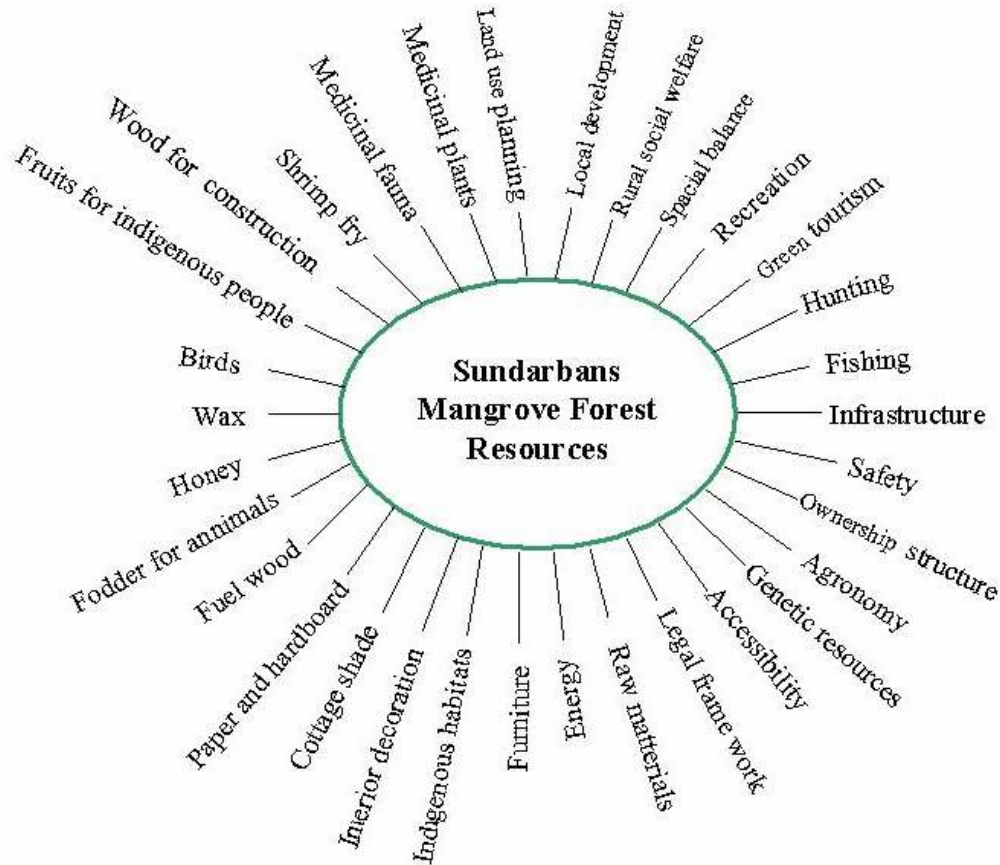 Sundarbans
Mangrove Forest
Resources
Land use planning
Local development
Rural social welfare
Spacial balance
Recreation
Green tourism
Hunting
Fishing
Infrastructure
Safety
Ownership structure
Agronomy
Genetic resources
Accessibility
Legal frame work
Raw matterials
Energy
Furniture
Indigenous habitats
Interior decoration
Cottage shade
Paper and hardboard
Fuel wood
Fodder for annimals
Honey
Wax
Birds
Fruits for indigenous people
Wood for construction
Shrimp fry
Medicinal fauna
Medicinal plants